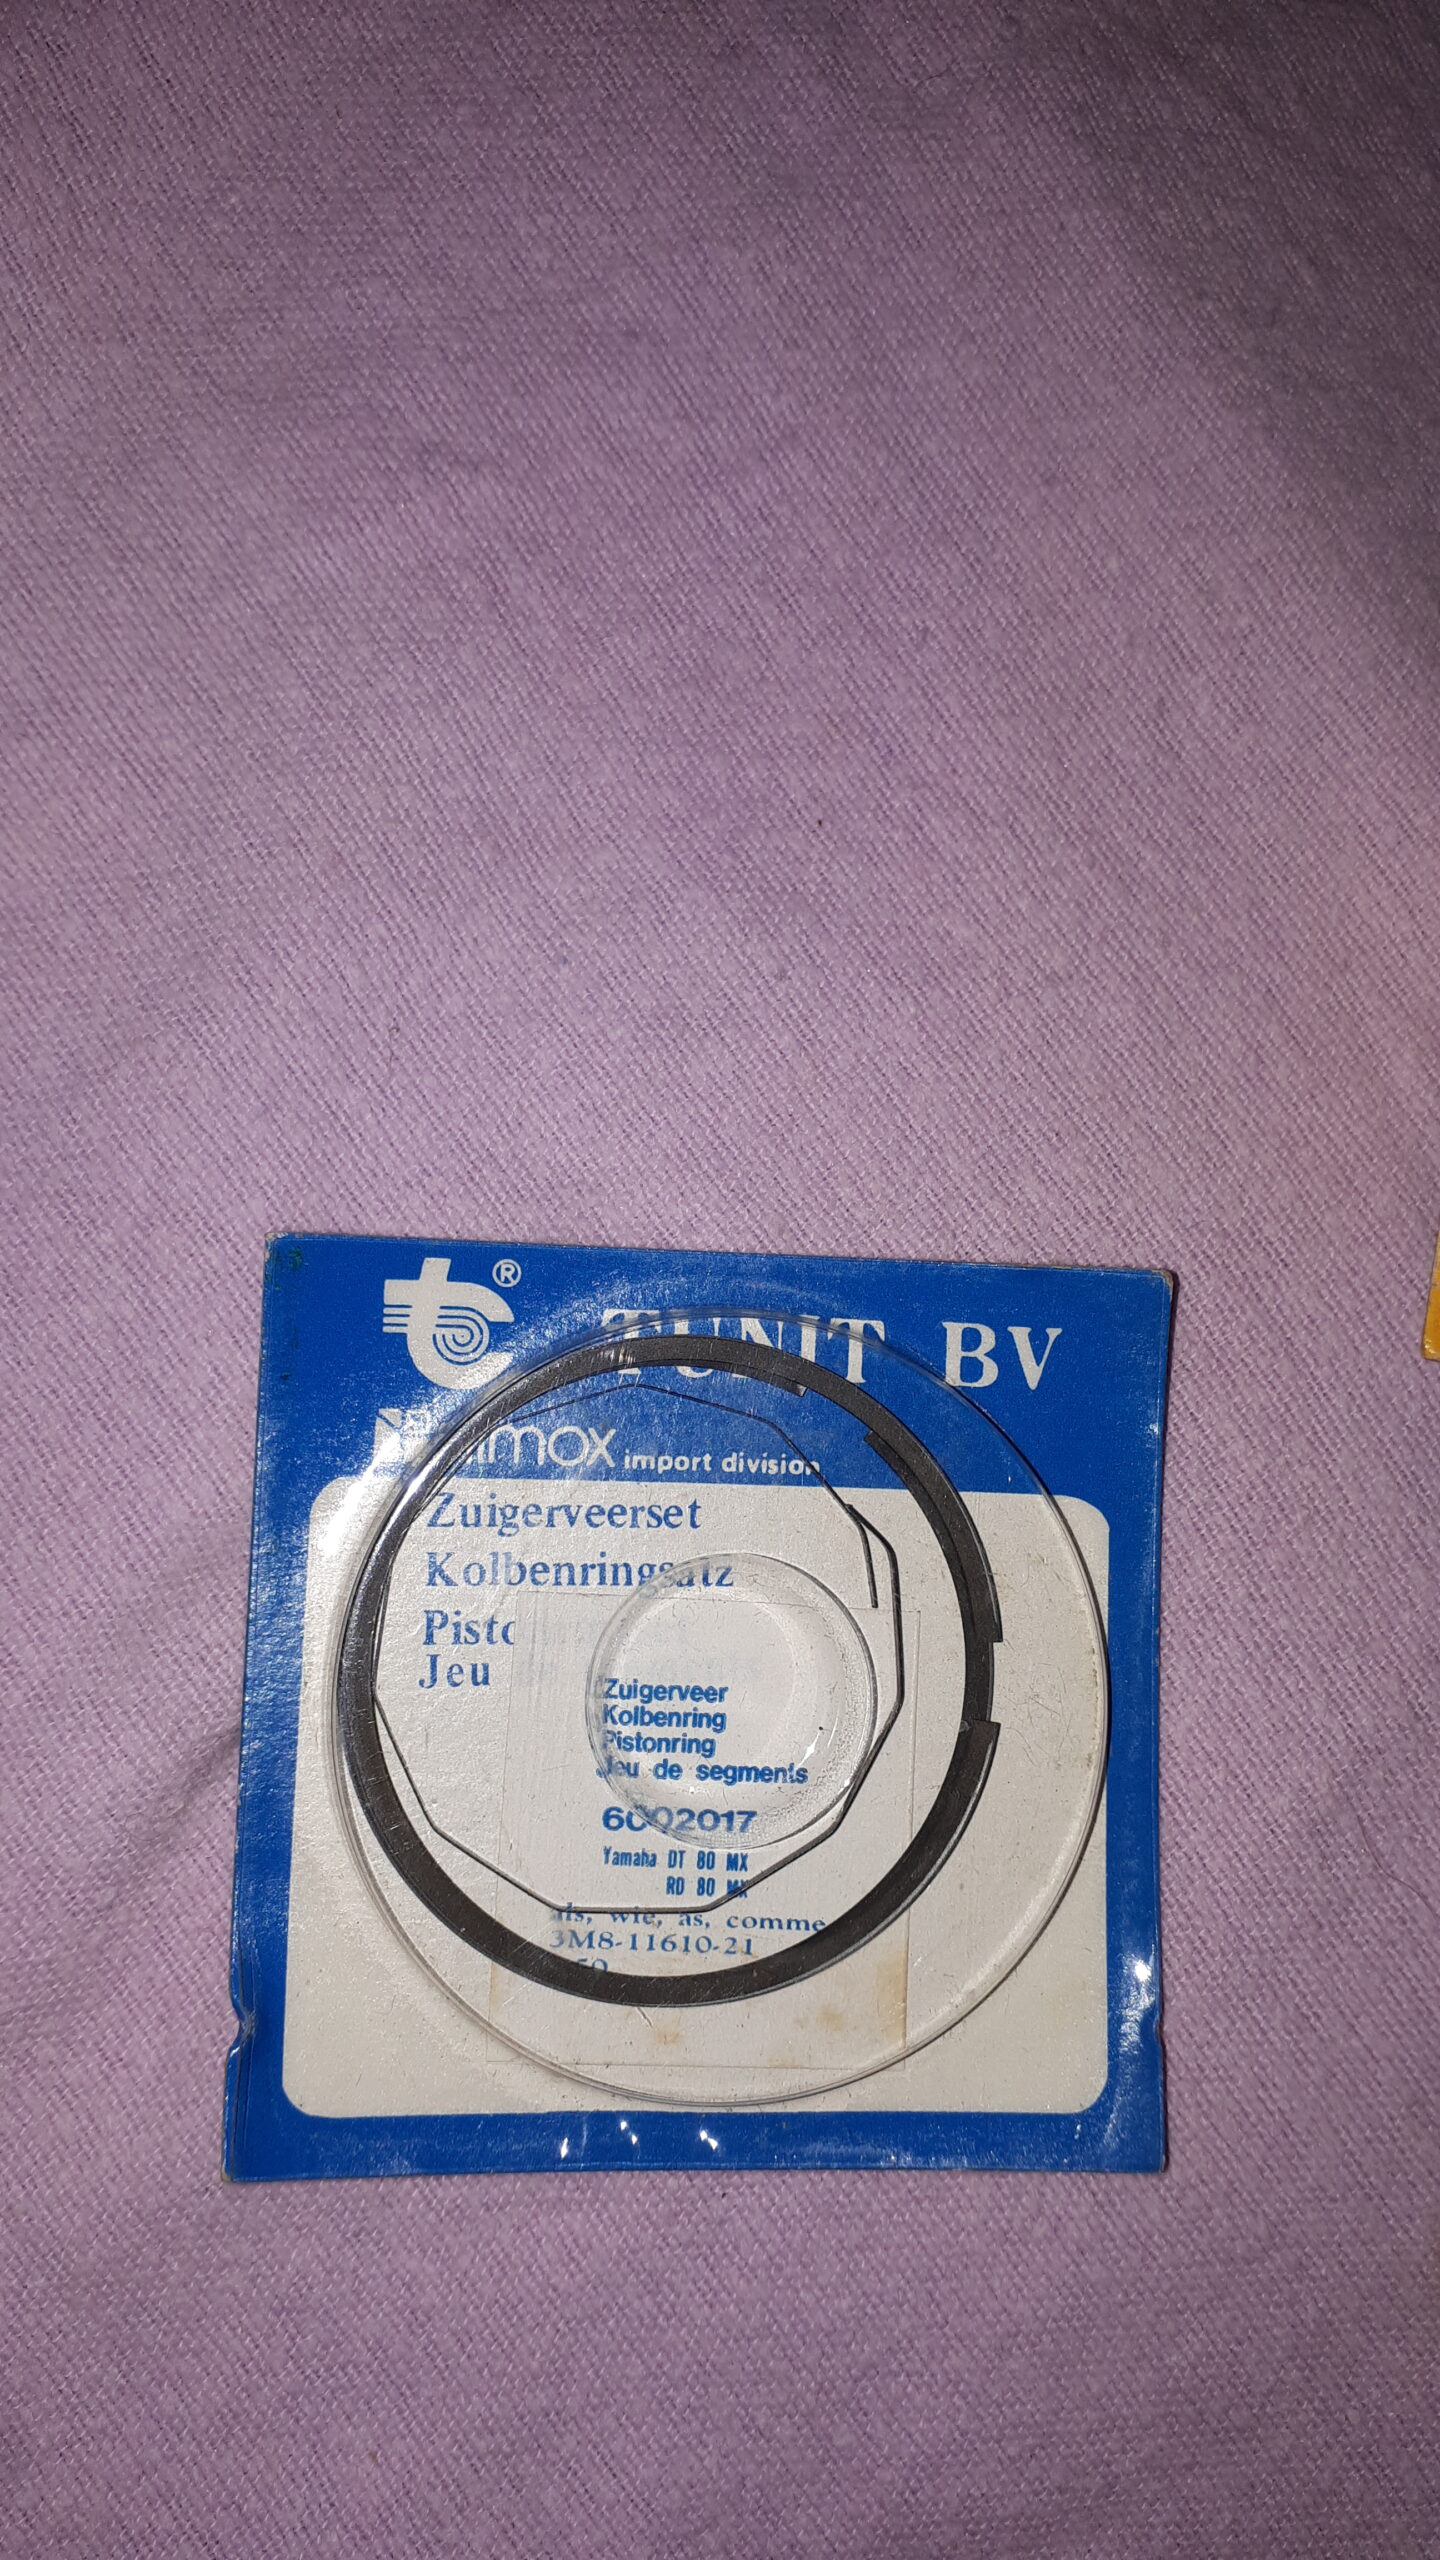 ®
TUNIT BV
import division
Zuigerveerset
Kolbenringsatz
Jeu
Zuigerveer
Kolbenring
Pistonring
Jeu de segments
6002017
Yamaha DT 80 MX
RD 80 MX
als, wie, as, comme
3M8-11610-21